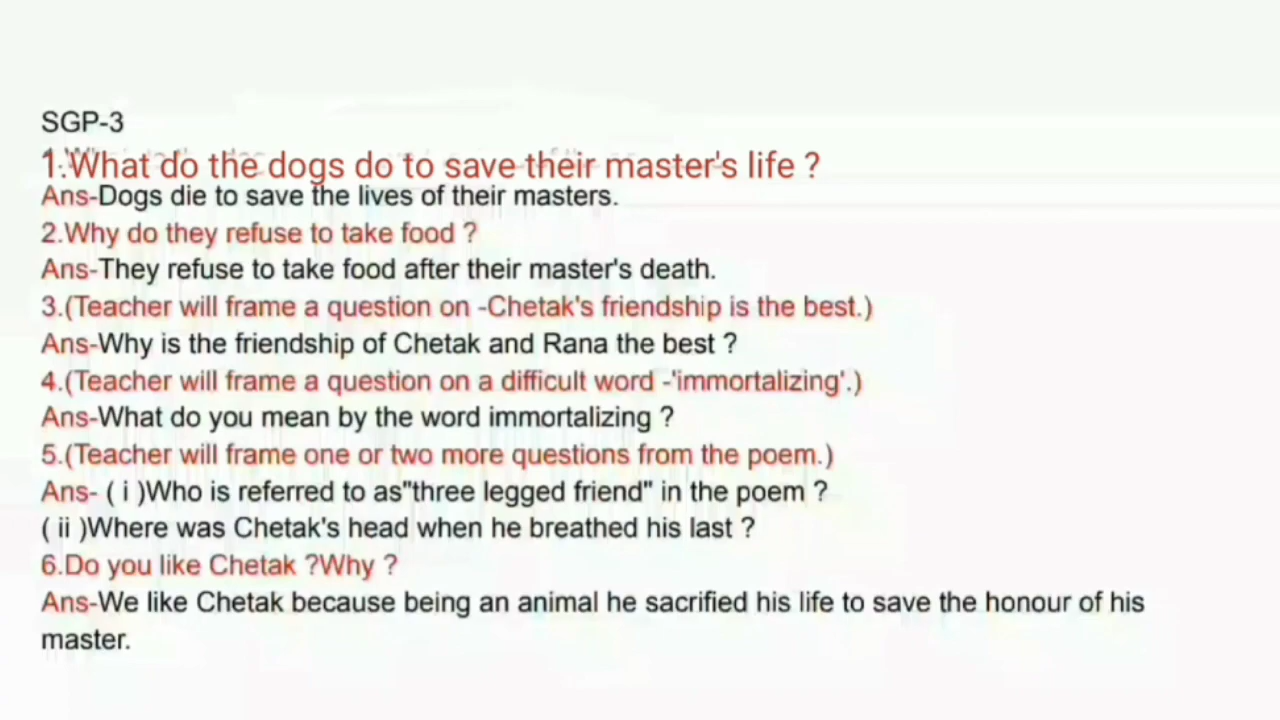 SGP-3
1.What do the dogs do to save their master's life ?
Ans-Dogs die to save the lives of their masters.
2.Why do they refuse to take food ?
Ans-They refuse to take food after their master's death.
3.(Teacher will frame a question on -Chetak's friendship is the best.)
Ans-Why is the friendship of Chetak and Rana the best ?
4.(Teacher will frame a question on a difficult word -'immortalizing'.)
Ans-What do you mean by the word immortalizing ?
5.(Teacher will frame one or two more questions from the poem.)
Ans- ( i )Who is referred to as"three legged friend" in the poem ?
( ii )Where was Chetak's head when he breathed his last ?
6.Do you like Chetak ?Why ?
Ans-We like Chetak because being an animal he sacrified his life to save the honour of his
master.